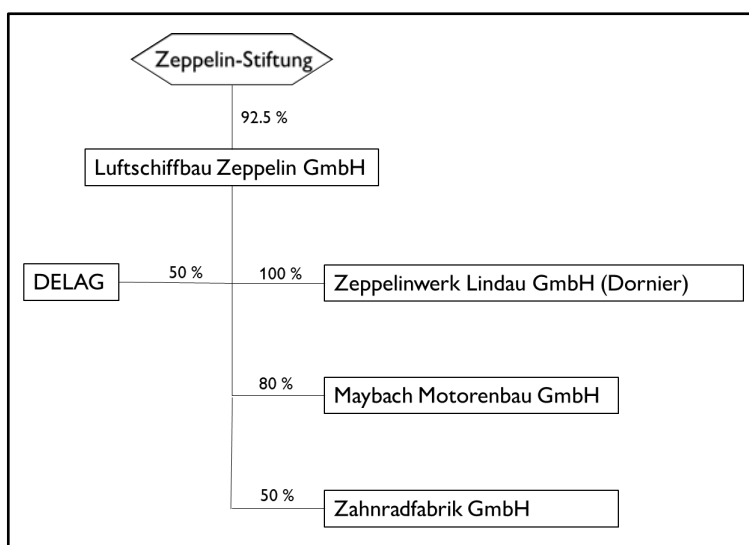 Zeppelin-Stiftung
92.5 %
Luftschiffbau Zeppelin GmbH
DELAG
50 %
100 %
Zeppelinwerk Lindau GmbH (Dornier)
80 %
Maybach Motorenbau GmbH
50 %
Zahnradfabrik GmbH